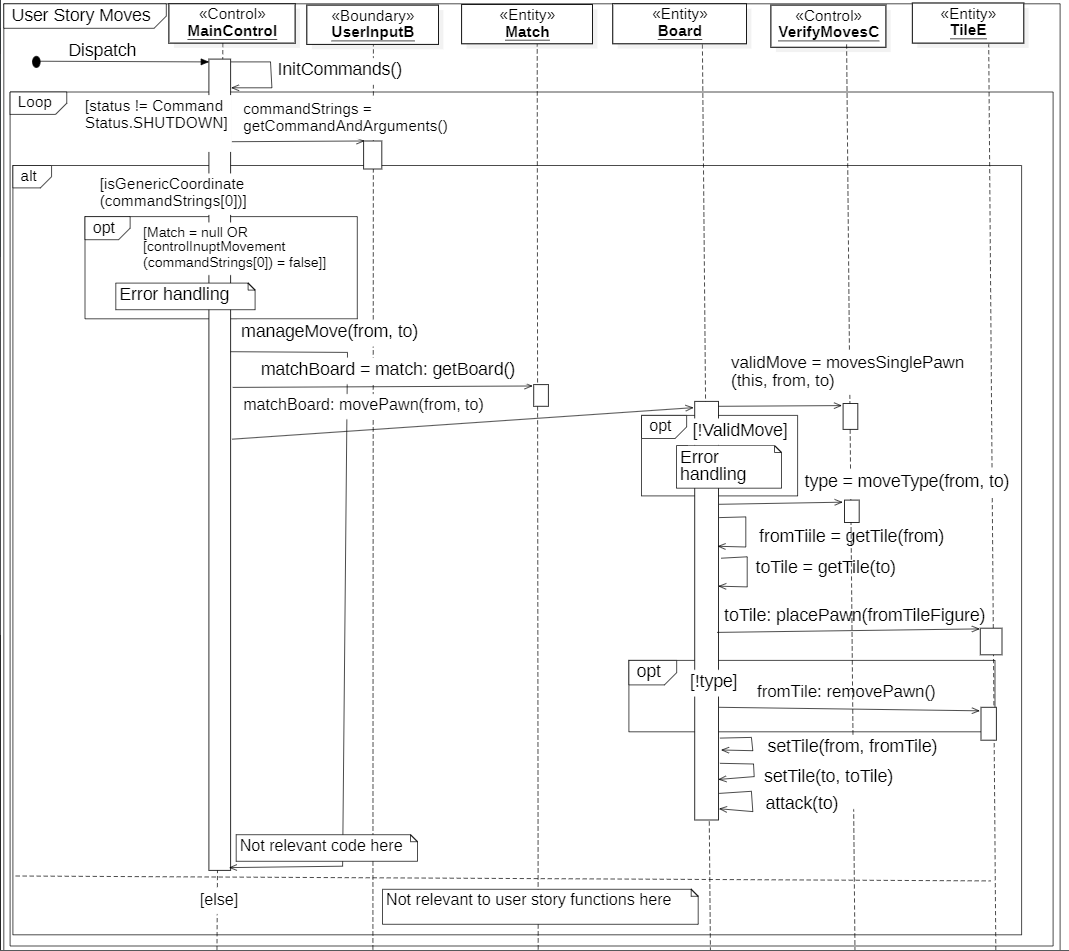 User Story Moves
«Control»
MainControl
«Boundary»
UserInputB
«Entity»
Match
«Entity»
Board
«Control»
VerifyMovesC
«Entity»
TileE
Dispatch
InitCommands()
Loop
[status != Command
Status.SHUTDOWN]
commandStrings =
getCommandAndArguments()
alt
[isGenericCoordinate
(commandStrings[0])]
opt
[Match = null OR
[controlInuptMovement
(commandStrings[0]) = false]]
Error handling
manageMove(from, to)
matchBoard = match: getBoard()
validMove = movesSinglePawn
(this, from, to)
matchBoard: movePawn(from, to)
opt
[!ValidMove]
Error
handling
type = moveType(from, to)
fromTiile = getTile(from)
toTile = getTile(to)
toTile: placePawn(fromTileFigure)
opt
[!type]
fromTile: removePawn()
setTile(from, fromTile)
setTile(to, toTile)
attack(to)
Not relevant code here
[else]
Not relevant to user story functions here